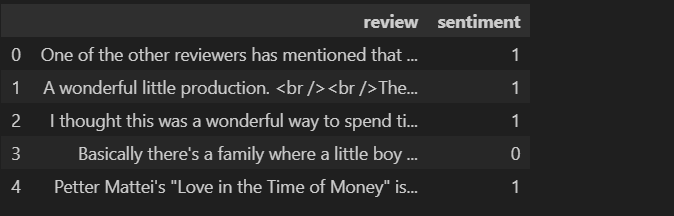 review sentiment
0 One of the other reviewers has mentioned that ... 1
1 A wonderful little production. <br /><br />The... 1
2 I thought this was a wonderful way to spend ti... 1
3 Basically there's a family where a little boy ... 0
4 Petter Mattei's "Love in the Time of Money" is... 1